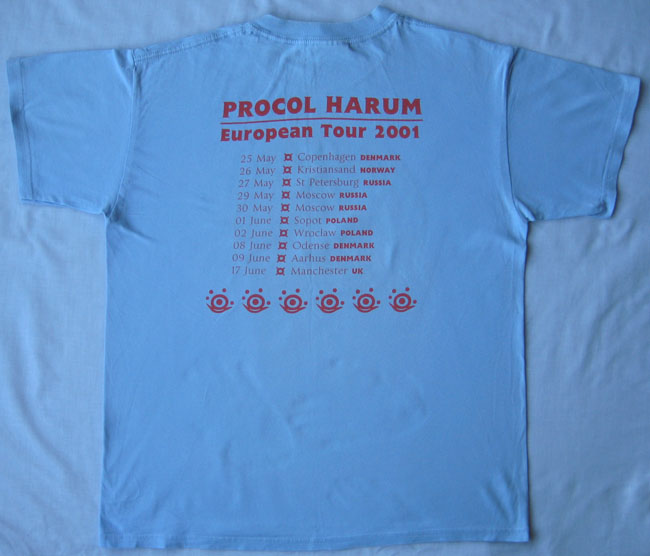 PROCOL HARUM
European Tour 2001
25 May Copenhagen DENMARK
26 May Kristiansand NORWAY
27 May St Petersburg RUSSIA
29 May Moscow RUSSIA
30 May Moscow RUSSIA
01 June Sopot POLAND
02 June Wrocław POLAND
08 June Odense DENMARK
09 June Aarhus DENMARK
17 June Manchester UK